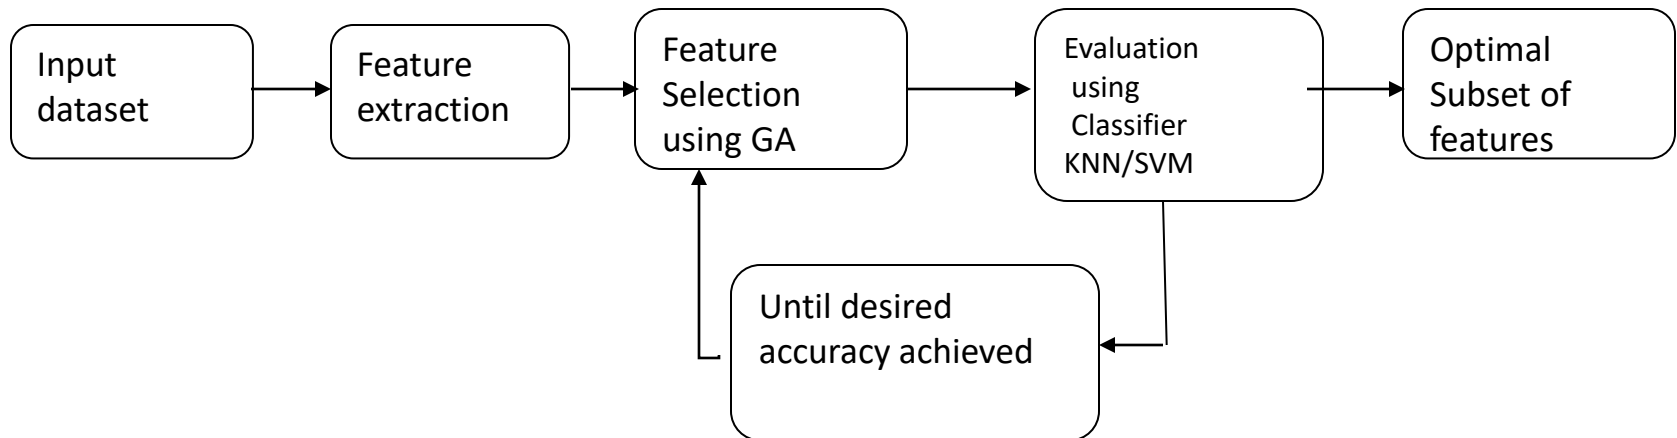 Input
dataset
Feature
extraction
Feature
Selection
using GA
Evaluation
using
Classifier
KNN/SVM
Optimal
Subset of
features
Until desired
accuracy achieved